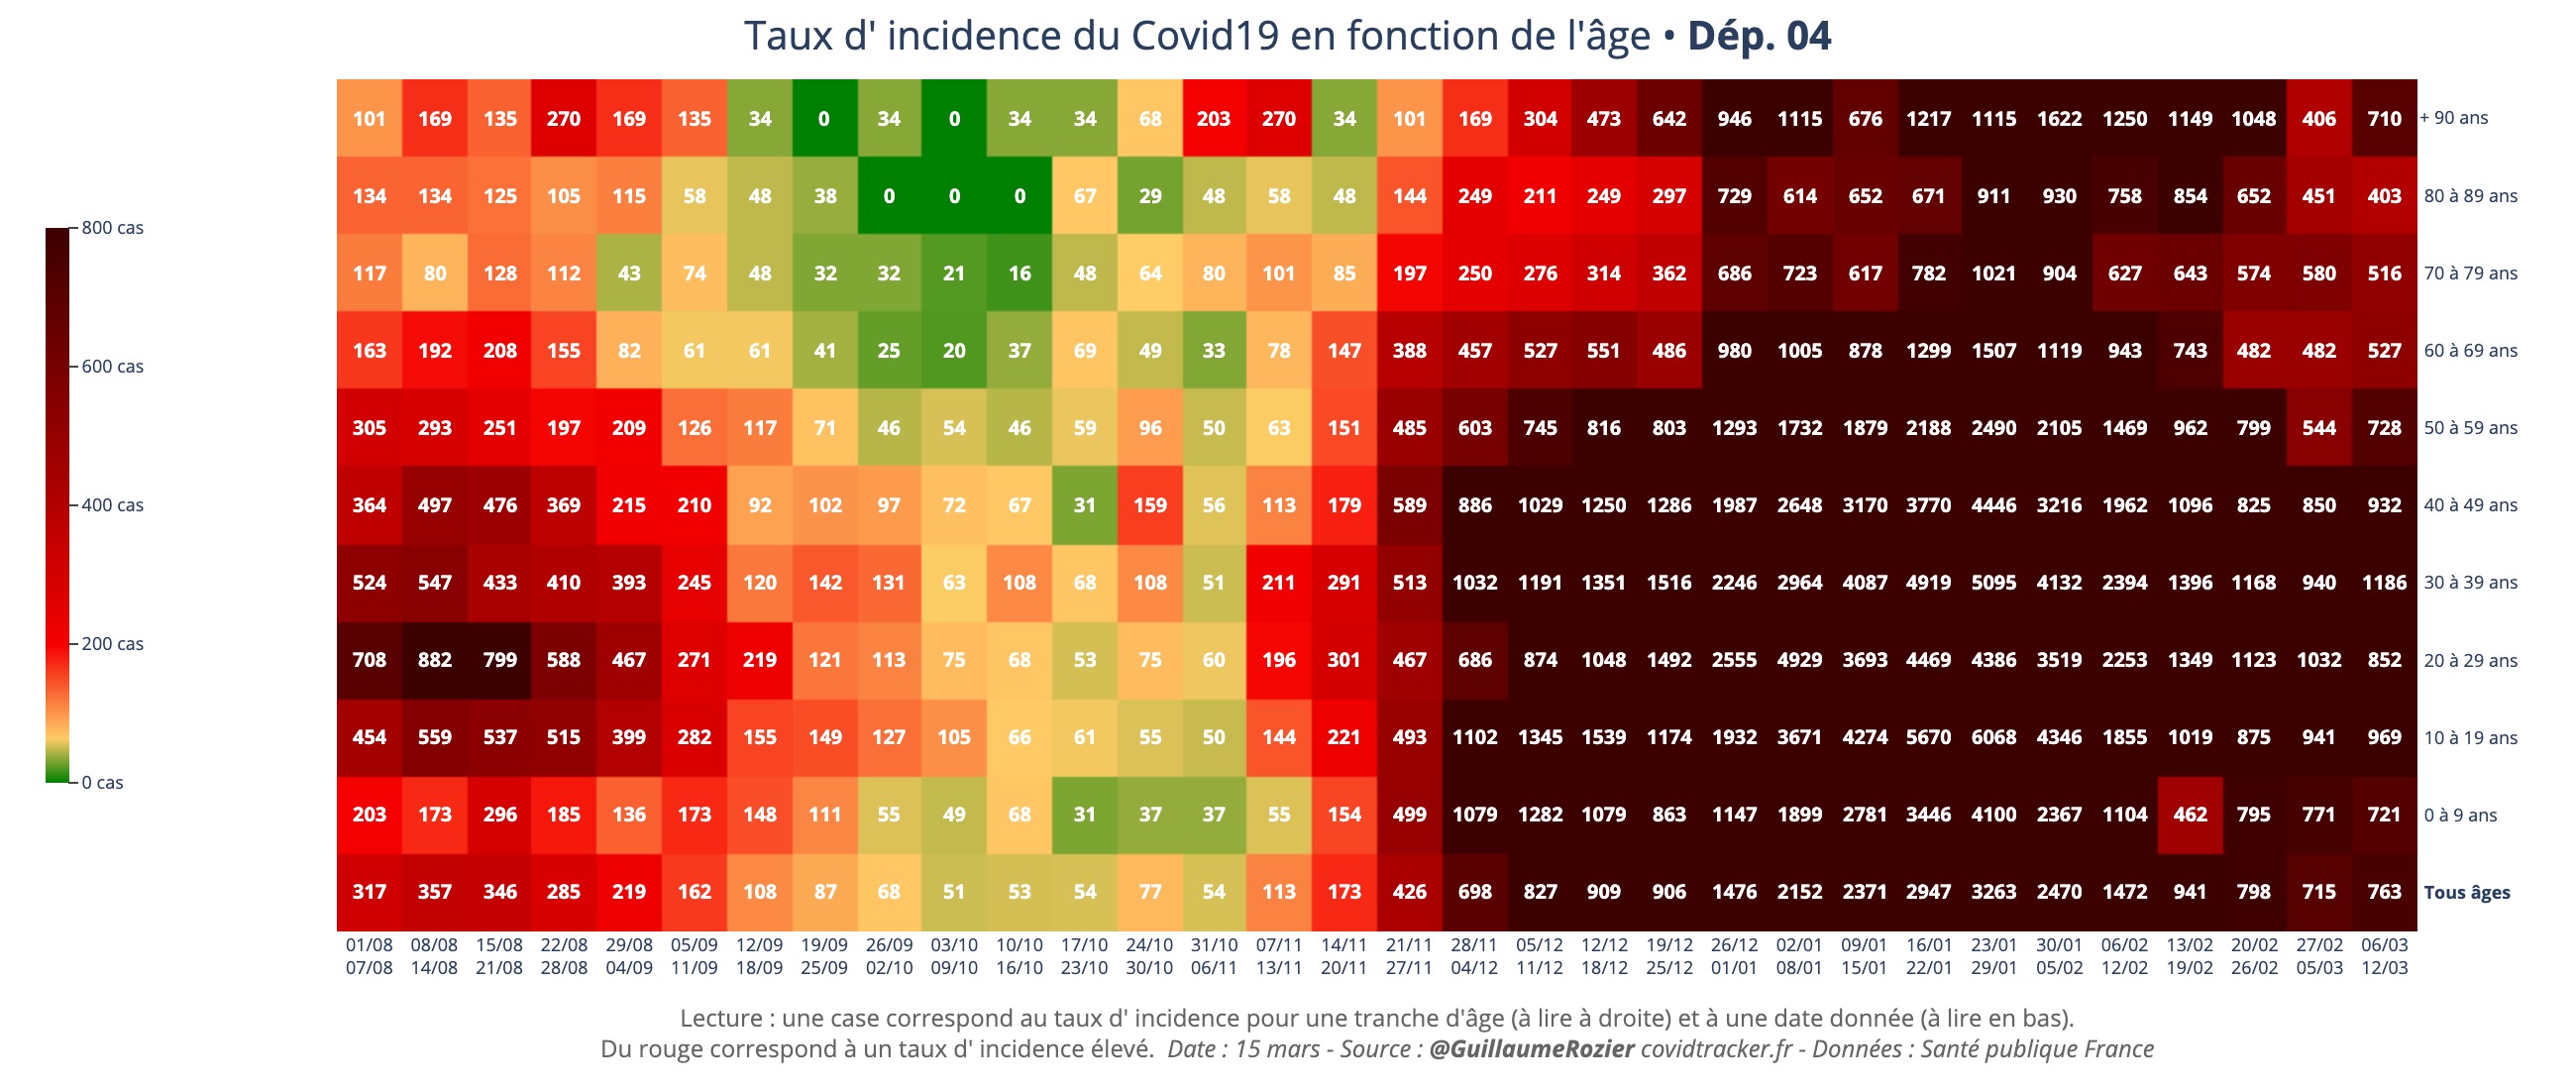 Taux d' incidence du Covid19 en fonction de l'âge • Dép. 04
101 169 135 270 169 135 34 0 34 0 34 34 68 203 270 34 101 169 304 473 642 946 1115 676 1217 1115 1622 1250 1149 1048 406 710 + 90 ans
134 134 125 105 115 58 48 38 0 0 0 67 29 48 58 48 144 249 211 249 297 729 614 652 671 911 930 758 854 652 451 403 80 à 89 ans
117 80 128 112 43 74 48 32 32 21 16 48 64 80 101 85 197 250 276 314 362 686 723 617 782 1021 904 627 643 574 580 516 70 à 79 ans
163 192 208 155 82 61 61 41 25 20 37 69 49 33 78 147 388 457 527 551 486 980 1005 878 1299 1507 1119 943 743 482 482 527 60 à 69 ans
305 293 251 197 209 126 117 71 46 54 46 59 96 50 63 151 485 603 745 816 803 1293 1732 1879 2188 2490 2105 1469 962 799 544 728 50 à 59 ans
364 497 476 369 215 210 92 102 97 72 67 31 159 56 113 179 589 886 1029 1250 1286 1987 2648 3170 3770 4446 3216 1962 1096 825 850 932 40 à 49 ans
524 547 433 410 393 245 120 142 131 63 108 68 108 51 211 291 513 1032 1191 1351 1516 2246 2964 4087 4919 5095 4132 2394 1396 1168 940 1186 30 à 39 ans
708 882 799 588 467 271 219 121 113 75 68 53 75 60 196 301 467 686 874 1048 1492 2555 4929 3693 4469 4386 3519 2253 1349 1123 1032 852 20 à 29 ans
454 559 537 515 399 282 155 149 127 105 66 61 55 50 144 221 493 1102 1345 1539 1174 1932 3671 4274 5670 6068 4346 1855 1019 875 941 969 10 à 19 ans
203 173 296 185 136 173 148 111 55 49 68 31 37 37 55 154 499 1079 1282 1079 863 1147 1899 2781 3446 4100 2367 1104 462 795 771 721 0 à 9 ans
317 357 346 285 219 162 108 87 68 51 53 54 77 54 113 173 426 698 827 909 906 1476 2152 2371 2947 3263 2470 1472 941 798 715 763 Tous âges
01/08 08/08 15/08 22/08 29/08 05/09 12/09 19/09 26/09 03/10 10/10 17/10 24/10 31/10 07/11 14/11 21/11 28/11 05/12 12/12 19/12 26/12 02/01 09/01 16/01 23/01 30/01 06/02 13/02 20/02 27/02 06/03
07/08 14/08 21/08 28/08 04/09 11/09 18/09 25/09 02/10 09/10 16/10 23/10 30/10 06/11 13/11 20/11 27/11 04/12 11/12 18/12 25/12 01/01 08/01 15/01 22/01 29/01 05/02 12/02 19/02 26/02 05/03 12/03
800 cas
600 cas
400 cas
200 cas
0 cas
Lecture : une case correspond au taux d' incidence pour une tranche d'âge (à lire à droite) et à une date donnée (à lire en bas).
Du rouge correspond à un taux d' incidence élevé. Date : 15 mars - Source : @GuillaumeRozier covidtracker.fr - Données : Santé publique France